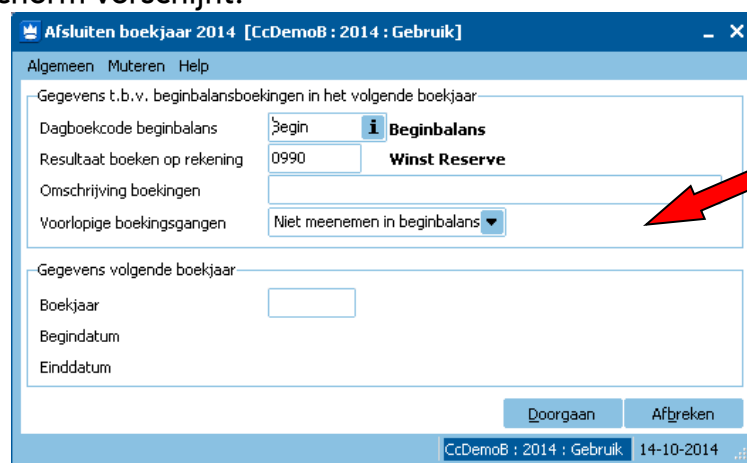 Afsluiten boekjaar 2014 [CcDemoB : 2014 : Gebruik]
Algemeen Muteren Help
Gegevens t.b.v. beginbalansboekingen in het volgende boekjaar
Dagboekcode beginbalans Begin i Beginbalans
Resultaat boeken op rekening 0990 Winst Reserve
Omschrijving boekingen
Voorlopige boekingsgangen Niet meenemen in beginbalans
Gegevens volgende boekjaar
Boekjaar
Begindatum
Einddatum
Doorgaan Afbreken
CcDemoB : 2014 : Gebruik 14-10-2014